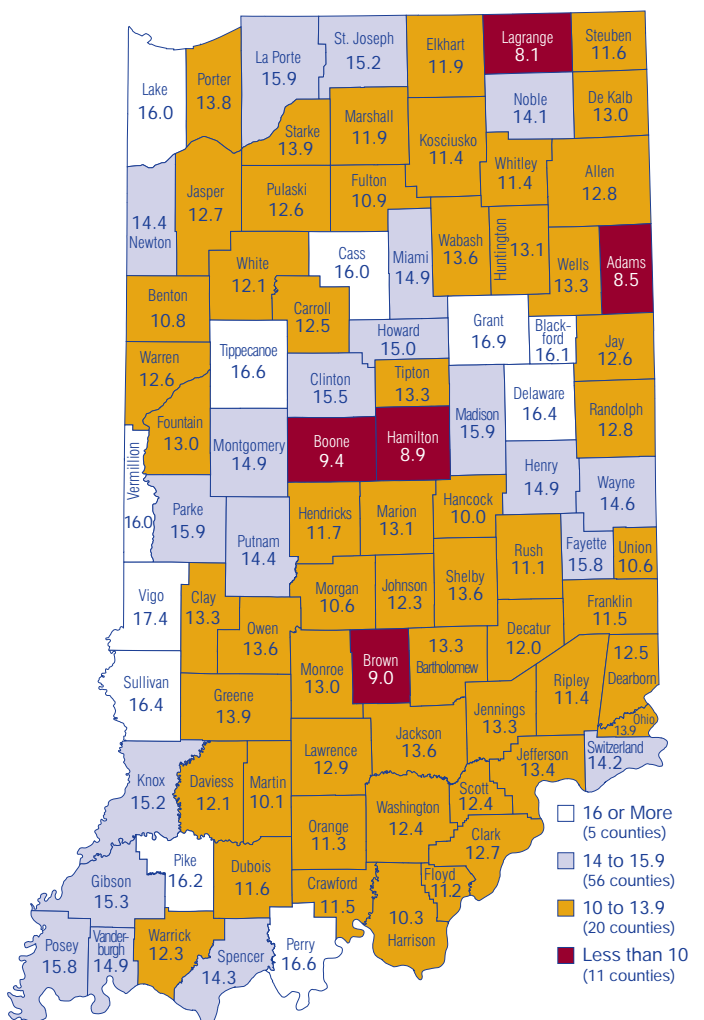 Lake
16.0
Porter
13.8
La Porte
15.9
St. Joseph
15.2
Elkhart
11.9
Lagrange
8.1
Steuben
11.6
Noble
14.1
De Kalb
13.0
Starke
13.9
Marshall
11.9
Kosciusko
11.4
Whitley
11.4
Allen
12.8
14.4
Newton
Jasper
12.7
Pulaski
12.6
Fulton
10.9
White
12.1
Cass
16.0
Miami
14.9
Wabash
13.6
Huntington
13.1
Wells
13.3
Adams
8.5
Benton
10.8
Carroll
12.5
Howard
15.0
Grant
16.9
Black-
ford
16.1
Jay
12.6
Warren
12.6
Tippecanoe
16.6
Clinton
15.5
Tipton
13.3
Madison
15.9
Delaware
16.4
Randolph
12.8
Fountain
13.0
Vermillion
16.0
Montgomery
14.9
Boone
9.4
Hamilton
8.9
Henry
14.9
Wayne
14.6
Parke
15.9
Putnam
14.4
Hendricks
11.7
Marion
13.1
Hancock
10.0
Rush
11.1
Fayette
15.8
Union
10.6
Vigo
17.4
Clay
13.3
Owen
13.6
Morgan
10.6
Johnson
12.3
Shelby
13.6
Decatur
12.0
Franklin
11.5
Sullivan
16.4
Greene
13.9
Monroe
13.0
Brown
9.0
13.3
Bartholomew
Jennings
13.3
Ripley
11.4
12.5
Dearborn
Ohio
13.9
Switzerland
14.2
Knox
15.2
Daviess
12.1
Martin
10.1
Lawrence
12.9
Jackson
13.6
Jefferson
13.4
Scott
12.4
Washington
12.4
Orange
11.3
Clark
12.7
Floyd
11.2
Pike
16.2
Dubois
11.6
Crawford
11.5
10.3
Harrison
Gibson
15.3
Posey
15.8
Vander-
burgh
14.9
Warrick
12.3
Spencer
14.3
Perry
16.6
16 or More
(5 counties)
14 to 15.9
(56 counties)
10 to 13.9
(20 counties)
Less than 10
(11 counties)